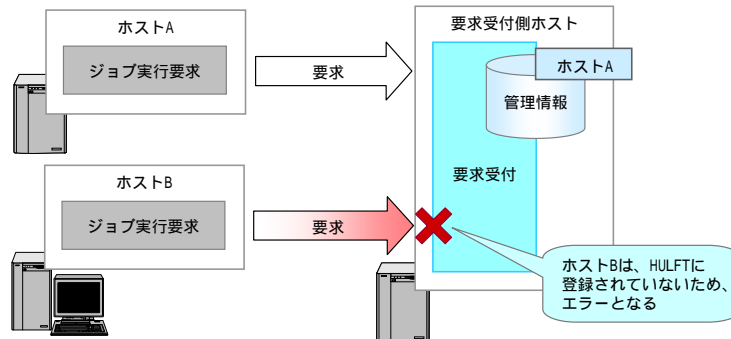 ホストA
ジョブ実行要求
要求
要求受付側ホスト
ホストA
管理情報
要求受付
ホストB
ジョブ実行要求
要求
ホストBは、HULFTに
登録されていないため、
エラーとなる